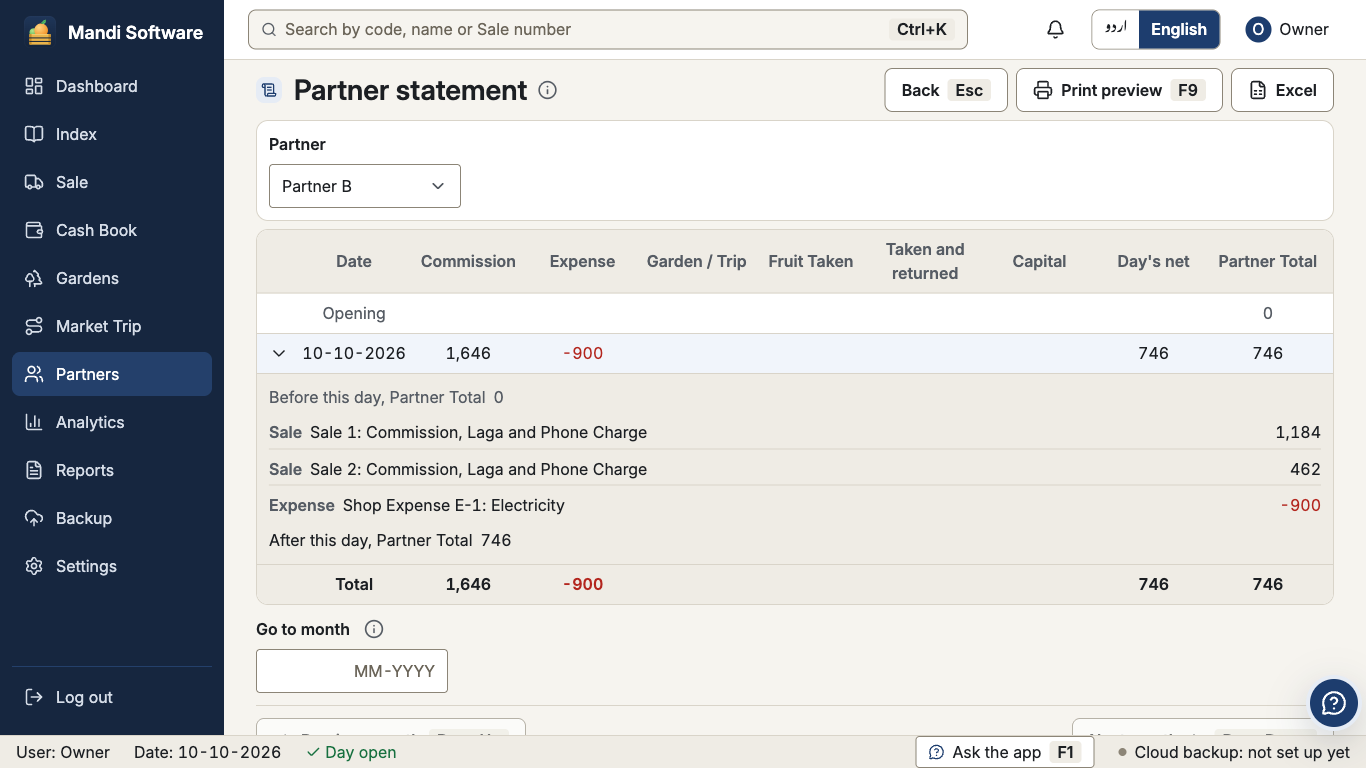 Mandi Software
Search by code, name or Sale number
Ctrl+K
اردو
English
O
Owner
Dashboard
Index
Sale
Cash Book
Gardens
Market Trip
Partners
Analytics
Reports
Backup
Settings
Log out
Partner statement
Back Esc
Print preview F9
Excel
Partner
Partner B
Date Commission Expense Garden / Trip Fruit Taken Taken and returned Capital Day's net Partner Total
Opening 0
10-10-2026 1,646 -900 746 746
Before this day, Partner Total 0
Sale Sale 1: Commission, Laga and Phone Charge 1,184
Sale Sale 2: Commission, Laga and Phone Charge 462
Expense Shop Expense E-1: Electricity -900
After this day, Partner Total 746
Total 1,646 -900 746 746
Go to month
MM-YYYY
User: Owner
Date: 10-10-2026
Day open
Ask the app F1
Cloud backup: not set up yet